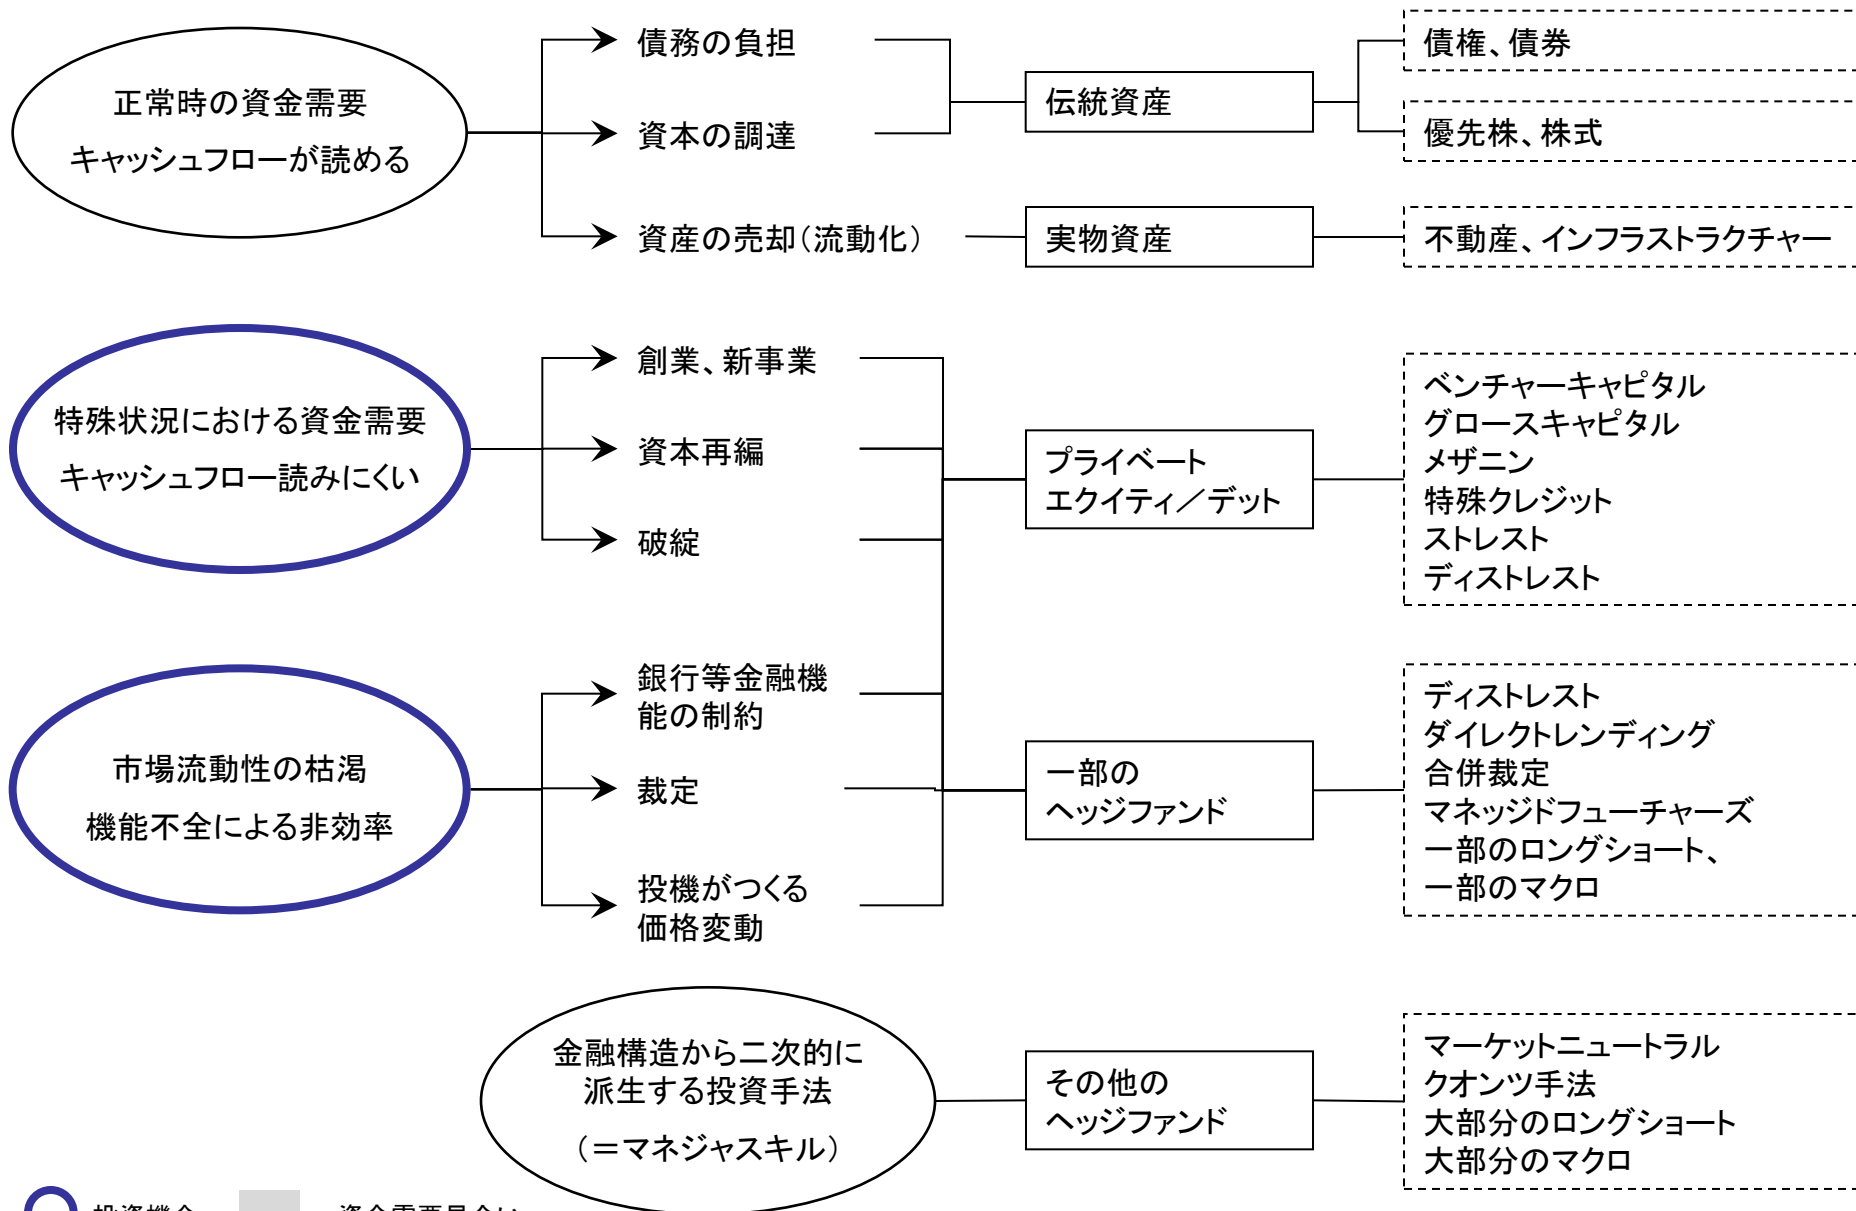 正常時の資金需要
キャッシュフローが読める
債務の負担
資本の調達
資産の売却（流動化）
伝統資産
実物資産
債権、債券
優先株、株式
不動産、インフラストラクチャー
特殊状況における資金需要
キャッシュフロー読みにくい
創業、新事業
資本再編
破綻
プライベート
エクイティ／デット
ベンチャーキャピタル
グロースキャピタル
メザニン
特殊クレジット
ストレスト
ディストレスト
市場流動性の枯渇
機能不全による非効率
銀行等金融機
能の制約
裁定
投機がつくる
価格変動
一部の
ヘッジファンド
ディストレスト
ダイレクトレンディング
合併裁定
マネッジドフューチャーズ
一部のロングショート、
一部のマクロ
金融構造から二次的に
派生する投資手法
（＝マネジャスキル）
その他の
ヘッジファンド
マーケットニュートラル
クオンツ手法
大部分のロングショート
大部分のマクロ
投資機会
資金需要具合い